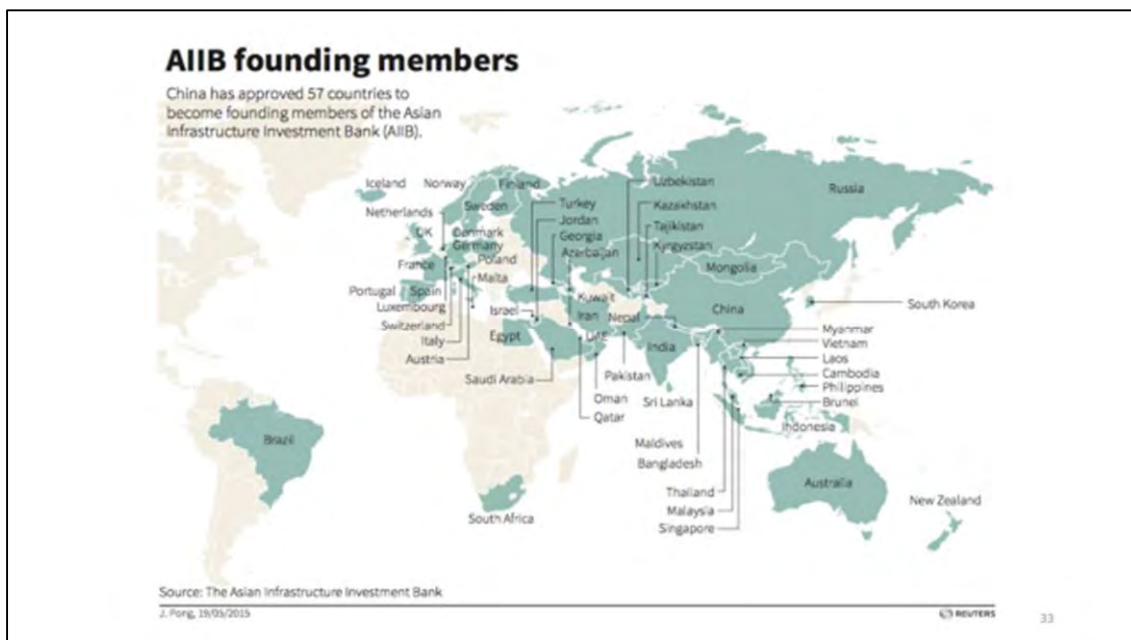 AIIB founding members
China has approved 57 countries to
become founding members of the Asian
Infrastructure Investment Bank (AIIB).
Iceland
Norway
Finland
Sweden
Netherlands
UK
Denmark
Germany
Poland
France
Malta
Portugal
Spain
Luxembourg
Switzerland
Italy
Austria
Turkey
Jordan
Georgia
Azerbaijan
Uzbekistan
Kazakhstan
Tajikistan
Kyrgyzstan
Russia
Mongolia
China
South Korea
Kuwait
Iran
Nepal
Israel
Egypt
UAE
India
Saudi Arabia
Pakistan
Oman
Qatar
Sri Lanka
Maldives
Bangladesh
Myanmar
Vietnam
Laos
Cambodia
Philippines
Brunei
Indonesia
Thailand
Malaysia
Singapore
Australia
New Zealand
Brazil
South Africa
Source: The Asian Infrastructure Investment Bank
J. Pong, 19/05/2015
REUTERS
33